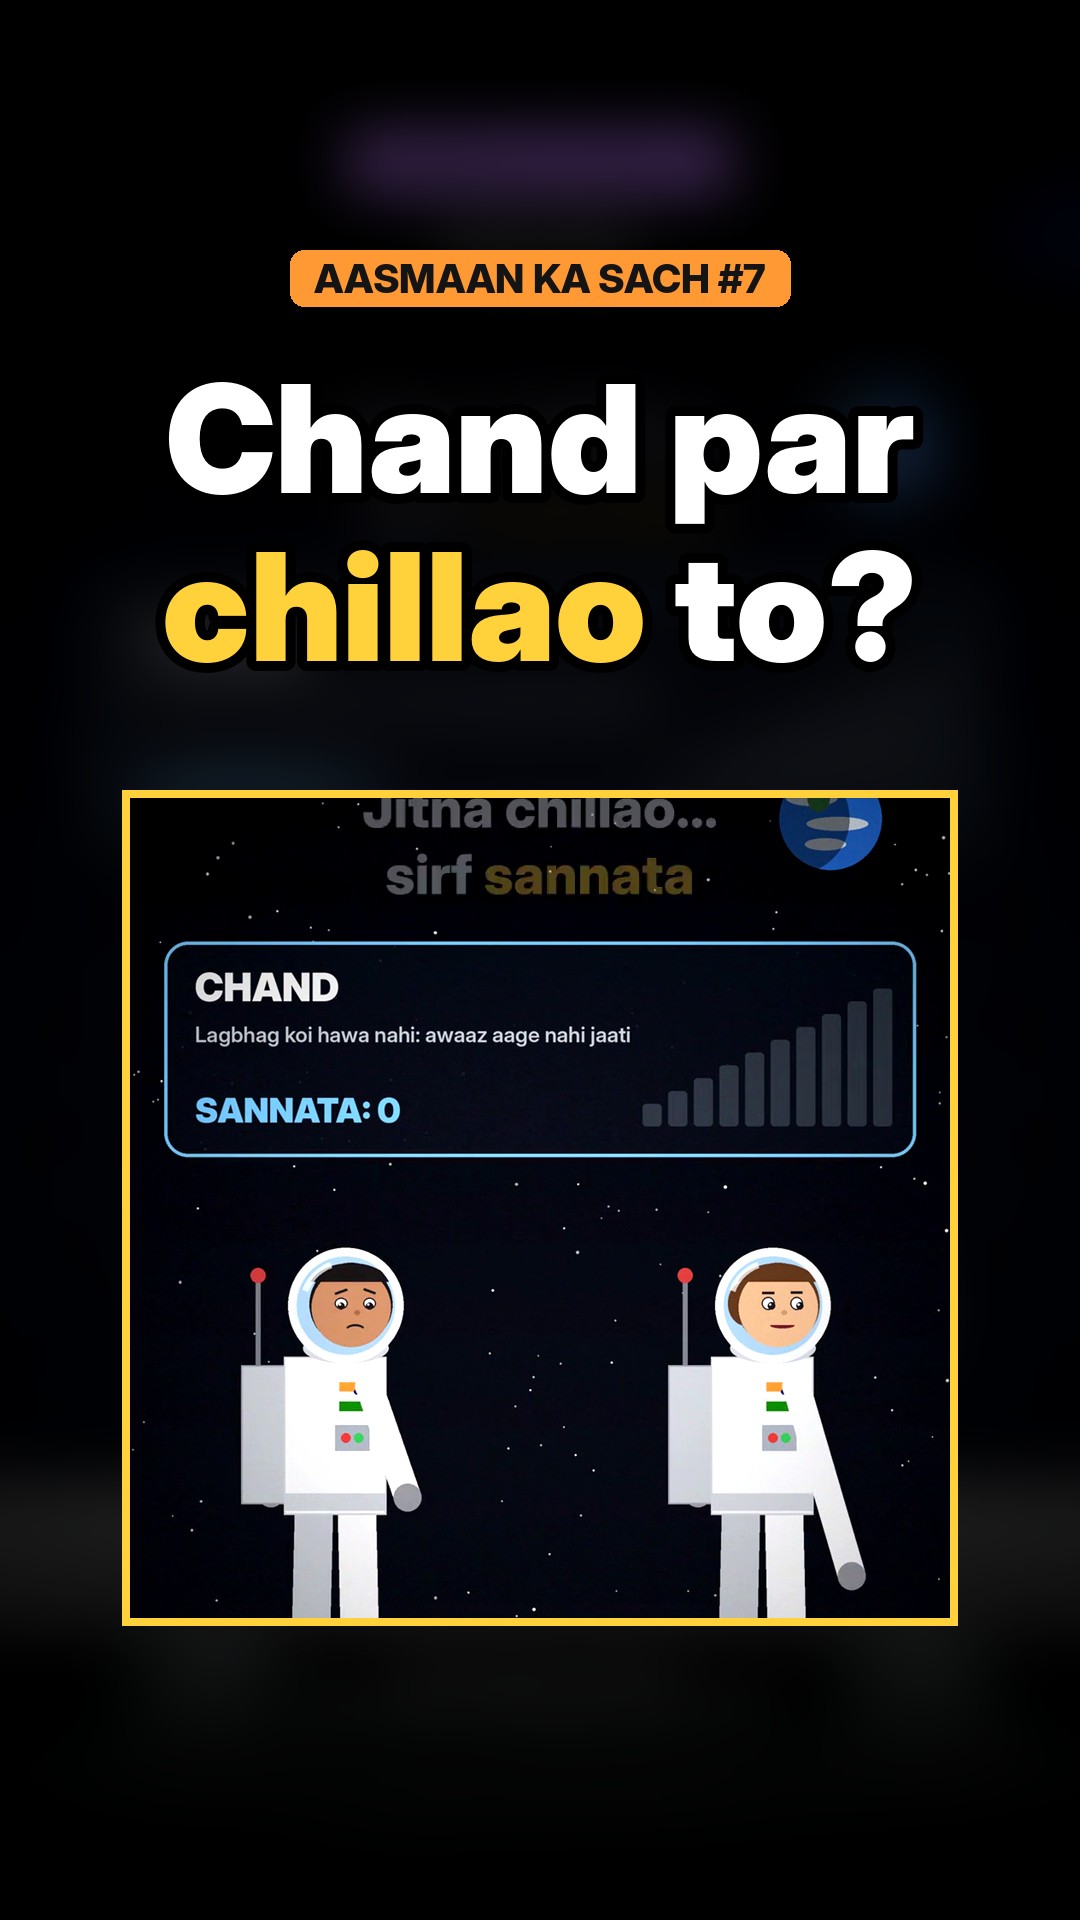 AASMAAN KA SACH #7
Chand par
chillao to?
Jitna chillao...
sirf sannata
CHAND
Lagbhag koi hawa nahi: awaaz aage nahi jaati
SANNATA: 0